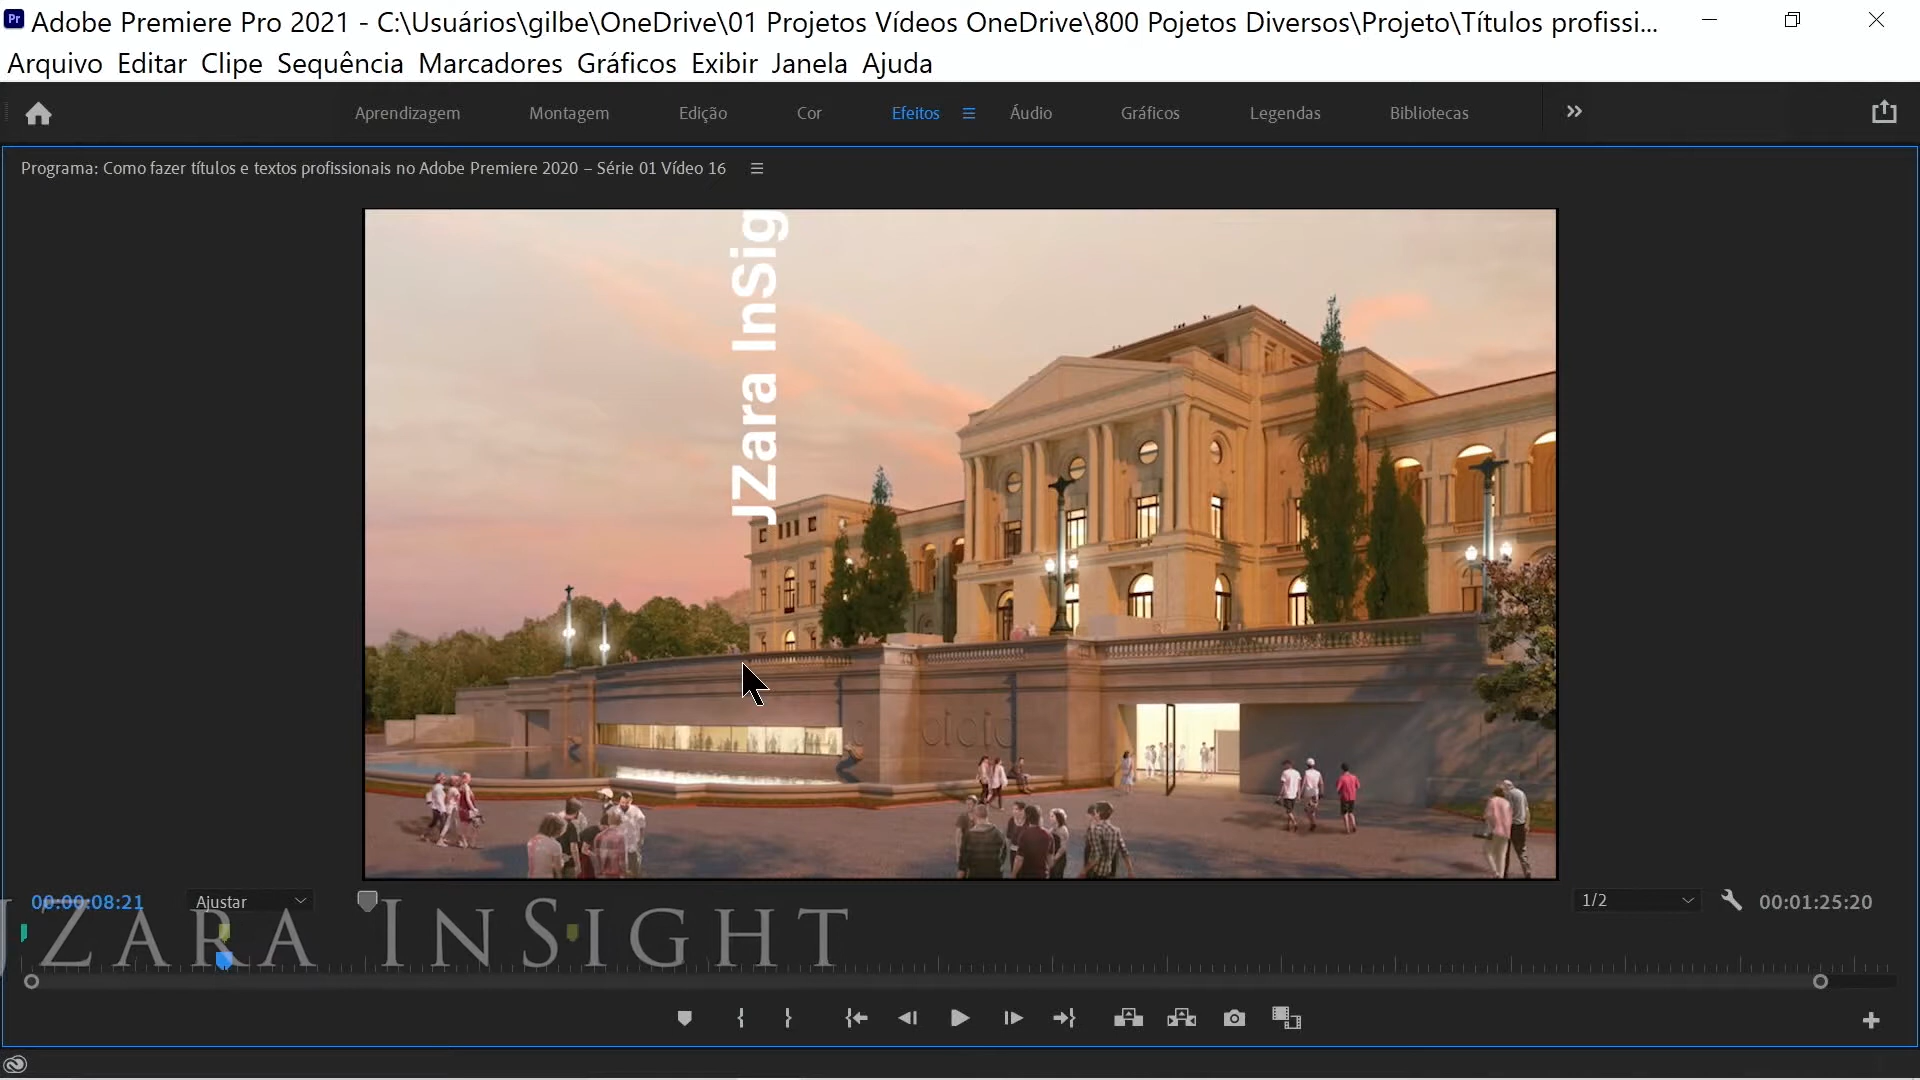 Adobe Premiere Pro 2021 - C:\Usuários\gilbe\OneDrive\01 Projetos Vídeos OneDrive\800 Pojetos Diversos\Projeto\Títulos profissi...
Arquivo Editar Clipe Sequência Marcadores Gráficos Exibir Janela Ajuda
Aprendizagem Montagem Edição Cor Efeitos Áudio Gráficos Legendas Bibliotecas
Programa: Como fazer títulos e textos profissionais no Adobe Premiere 2020 – Série 01 Vídeo 16
JZara InSig
00:00:08:21 Ajustar 1/2 00:01:25:20
JZARA INSIGHT